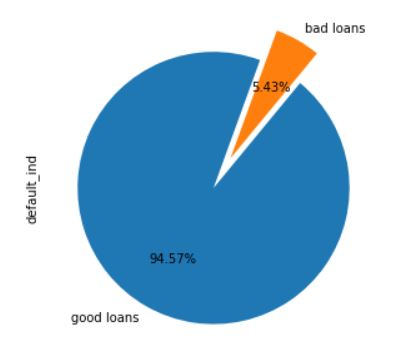 bad loans
5.43%
default_ind
94.57%
good loans